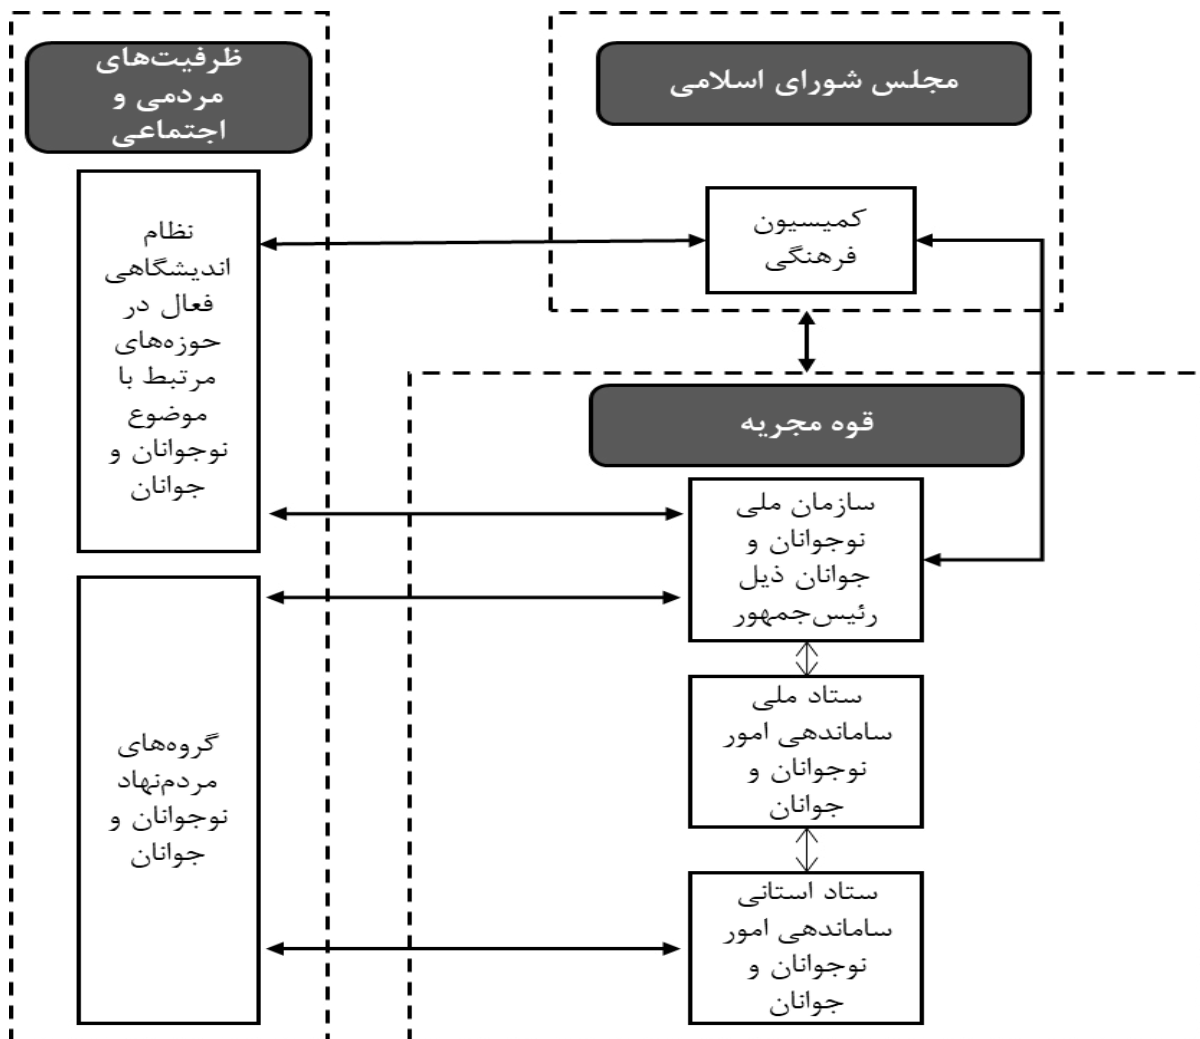 مجلس شورای اسلامی
کمیسیون
فرهنگی
ظرفیت‌های
مردمی و
اجتماعی
نظام
اندیشگاهی
فعال در
حوزه‌های
مرتبط با
موضوع
نوجوانان و
جوانان
گروه‌های
مردم‌نهاد
نوجوانان و
جوانان
قوه مجریه
سازمان ملی
نوجوانان و
جوانان ذیل
رئیس‌جمهور
ستاد ملی
ساماندهی امور
نوجوانان و
جوانان
ستاد استانی
ساماندهی امور
نوجوانان و
جوانان